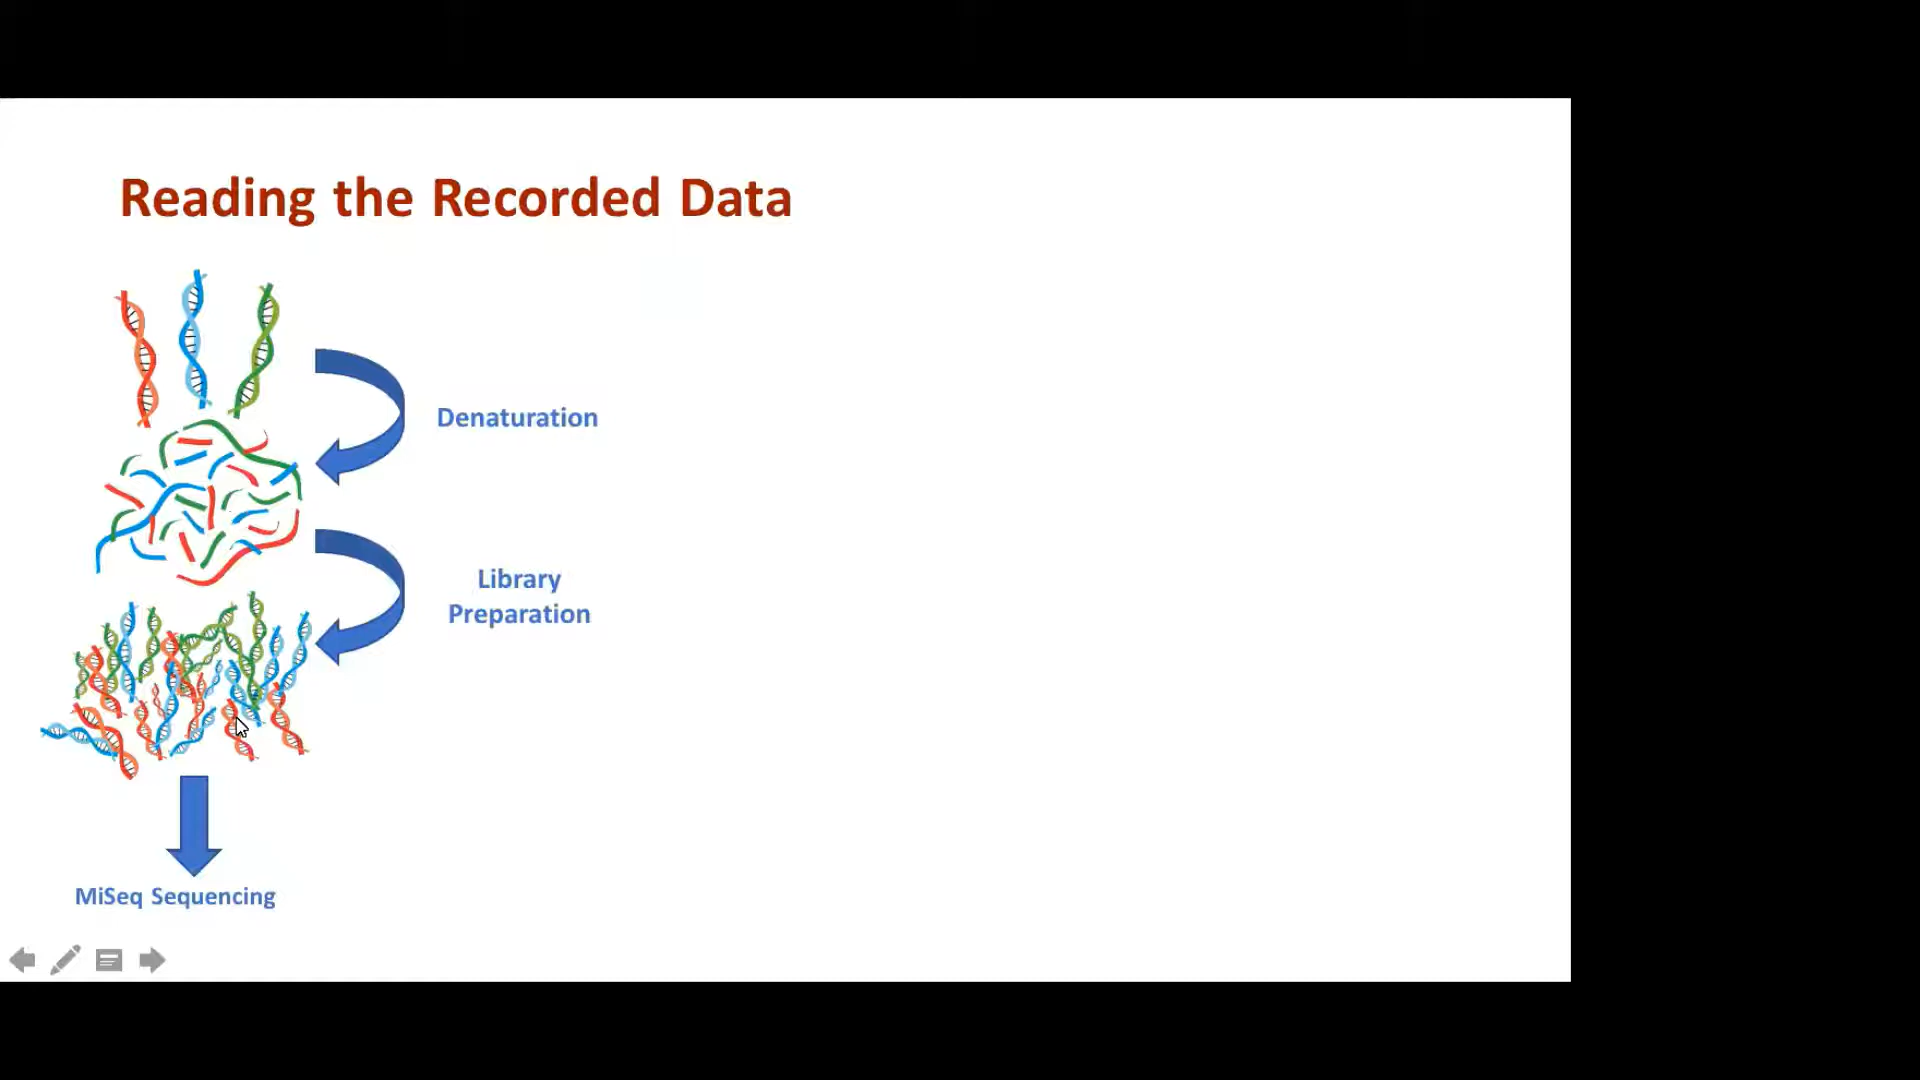 Reading the Recorded Data
Denaturation
Library
Preparation
MiSeq Sequencing